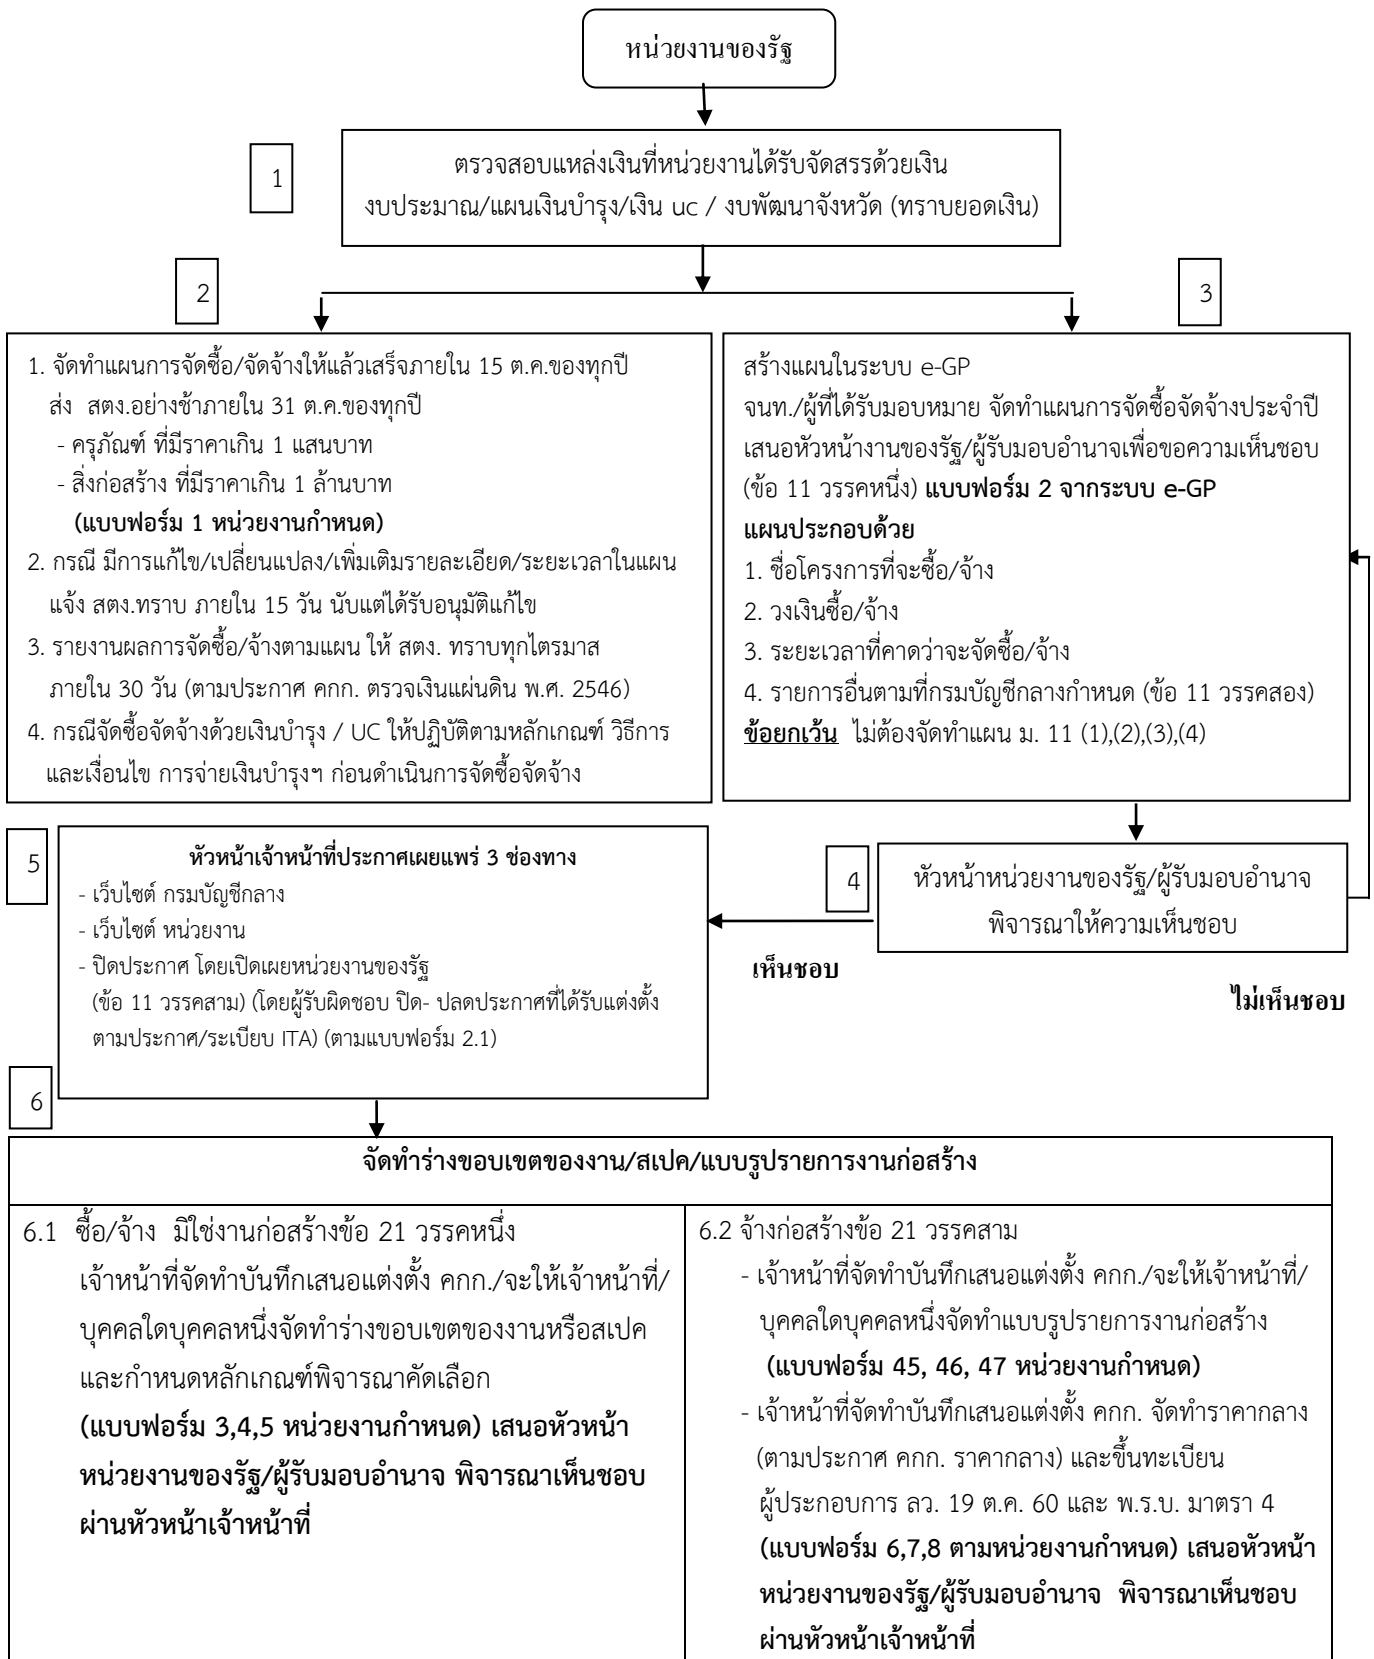 หน่วยงานของรัฐ
1
ตรวจสอบแหล่งเงินที่หน่วยงานได้รับจัดสรรด้วยเงิน
งบประมาณ/แผนเงินบำรุง/เงิน uc / งบพัฒนาจังหวัด (ทราบยอดเงิน)
2
1. จัดทำแผนการจัดซื้อ/จัดจ้างให้แล้วเสร็จภายใน 15 ต.ค.ของทุกปี
ส่ง สตง.อย่างช้าภายใน 31 ต.ค.ของทุกปี
- ครุภัณฑ์ ที่มีราคาเกิน 1 แสนบาท
- สิ่งก่อสร้าง ที่มีราคาเกิน 1 ล้านบาท
(แบบฟอร์ม 1 หน่วยงานกำหนด)
2. กรณี มีการแก้ไข/เปลี่ยนแปลง/เพิ่มเติมรายละเอียด/ระยะเวลาในแผน
แจ้ง สตง.ทราบ ภายใน 15 วัน นับแต่ได้รับอนุมัติแก้ไข
3. รายงานผลการจัดซื้อ/จ้างตามแผน ให้ สตง. ทราบทุกไตรมาส
ภายใน 30 วัน (ตามประกาศ คกก. ตรวจเงินแผ่นดิน พ.ศ. 2546)
4. กรณีจัดซื้อจัดจ้างด้วยเงินบำรุง / UC ให้ปฏิบัติตามหลักเกณฑ์ วิธีการ
และเงื่อนไข การจ่ายเงินบำรุงฯ ก่อนดำเนินการจัดซื้อจัดจ้าง
3
สร้างแผนในระบบ e-GP
จนท./ผู้ที่ได้รับมอบหมาย จัดทำแผนการจัดซื้อจัดจ้างประจำปี
เสนอหัวหน้างานของรัฐ/ผู้รับมอบอำนาจเพื่อขอความเห็นชอบ
(ข้อ 11 วรรคหนึ่ง) แบบฟอร์ม 2 จากระบบ e-GP
แผนประกอบด้วย
1. ชื่อโครงการที่จะซื้อ/จ้าง
2. วงเงินซื้อ/จ้าง
3. ระยะเวลาที่คาดว่าจะจัดซื้อ/จ้าง
4. รายการอื่นตามที่กรมบัญชีกลางกำหนด (ข้อ 11 วรรคสอง)
ข้อยกเว้น ไม่ต้องจัดทำแผน ม. 11 (1),(2),(3),(4)
4
หัวหน้าหน่วยงานของรัฐ/ผู้รับมอบอำนาจ
พิจารณาให้ความเห็นชอบ
เห็นชอบ
ไม่เห็นชอบ
5
หัวหน้าเจ้าหน้าที่ประกาศเผยแพร่ 3 ช่องทาง
- เว็บไซต์ กรมบัญชีกลาง
- เว็บไซต์ หน่วยงาน
- ปิดประกาศ โดยเปิดเผยหน่วยงานของรัฐ
(ข้อ 11 วรรคสาม) (โดยผู้รับผิดชอบ ปิด- ปลดประกาศที่ได้รับแต่งตั้ง
ตามประกาศ/ระเบียบ ITA) (ตามแบบฟอร์ม 2.1)
6
จัดทำร่างขอบเขตของงาน/สเปค/แบบรูปรายการงานก่อสร้าง
6.1 ซื้อ/จ้าง มิใช่งานก่อสร้างข้อ 21 วรรคหนึ่ง
เจ้าหน้าที่จัดทำบันทึกเสนอแต่งตั้ง คกก./จะให้เจ้าหน้าที่/
บุคคลใดบุคคลหนึ่งจัดทำร่างขอบเขตของงานหรือสเปค
และกำหนดหลักเกณฑ์พิจารณาคัดเลือก
(แบบฟอร์ม 3,4,5 หน่วยงานกำหนด) เสนอหัวหน้า
หน่วยงานของรัฐ/ผู้รับมอบอำนาจ พิจารณาเห็นชอบ
ผ่านหัวหน้าเจ้าหน้าที่
6.2 จ้างก่อสร้างข้อ 21 วรรคสาม
- เจ้าหน้าที่จัดทำบันทึกเสนอแต่งตั้ง คกก./จะให้เจ้าหน้าที่/
บุคคลใดบุคคลหนึ่งจัดทำแบบรูปรายการงานก่อสร้าง
(แบบฟอร์ม 45, 46, 47 หน่วยงานกำหนด)
- เจ้าหน้าที่จัดทำบันทึกเสนอแต่งตั้ง คกก. จัดทำราคากลาง
(ตามประกาศ คกก. ราคากลาง) และขึ้นทะเบียน
ผู้ประกอบการ ลว. 19 ต.ค. 60 และ พ.ร.บ. มาตรา 4
(แบบฟอร์ม 6,7,8 ตามหน่วยงานกำหนด) เสนอหัวหน้า
หน่วยงานของรัฐ/ผู้รับมอบอำนาจ พิจารณาเห็นชอบ
ผ่านหัวหน้าเจ้าหน้าที่